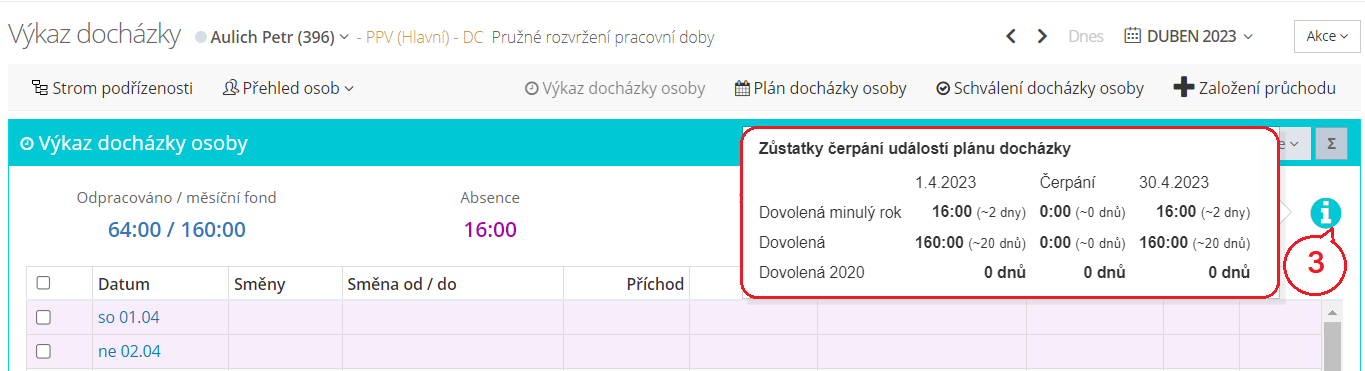 Výkaz docházky Aulich Petr (396) - PPV (Hlavní) - DC Pružné rozvržení pracovní doby Dnes DUBEN 2023 Akce
Strom podřízenosti Přehled osob Výkaz docházky osoby Plán docházky osoby Schválení docházky osoby Založení průchodu
Výkaz docházky osoby Σ
Zůstatky čerpání událostí plánu docházky
1.4.2023 Čerpání 30.4.2023
Dovolená minulý rok 16:00 (~2 dny) 0:00 (~0 dnů) 16:00 (~2 dny)
Dovolená 160:00 (~20 dnů) 0:00 (~0 dnů) 160:00 (~20 dnů)
Dovolená 2020 0 dnů 0 dnů 0 dnů
3
Odpracováno / měsíční fond Absence
64:00 / 160:00 16:00
Datum Směny Směna od / do Příchod
so 01.04
ne 02.04